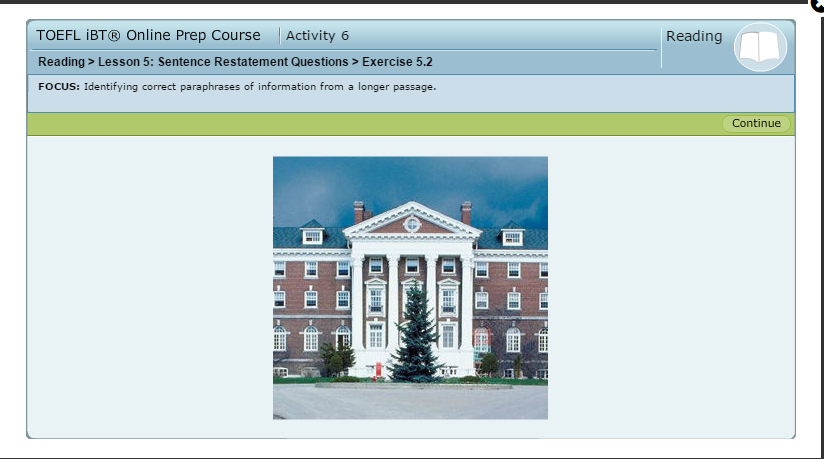 TOEFL iBT® Online Prep Course Activity 6 Reading
Reading > Lesson 5: Sentence Restatement Questions > Exercise 5.2
FOCUS: Identifying correct paraphrases of information from a longer passage.
Continue